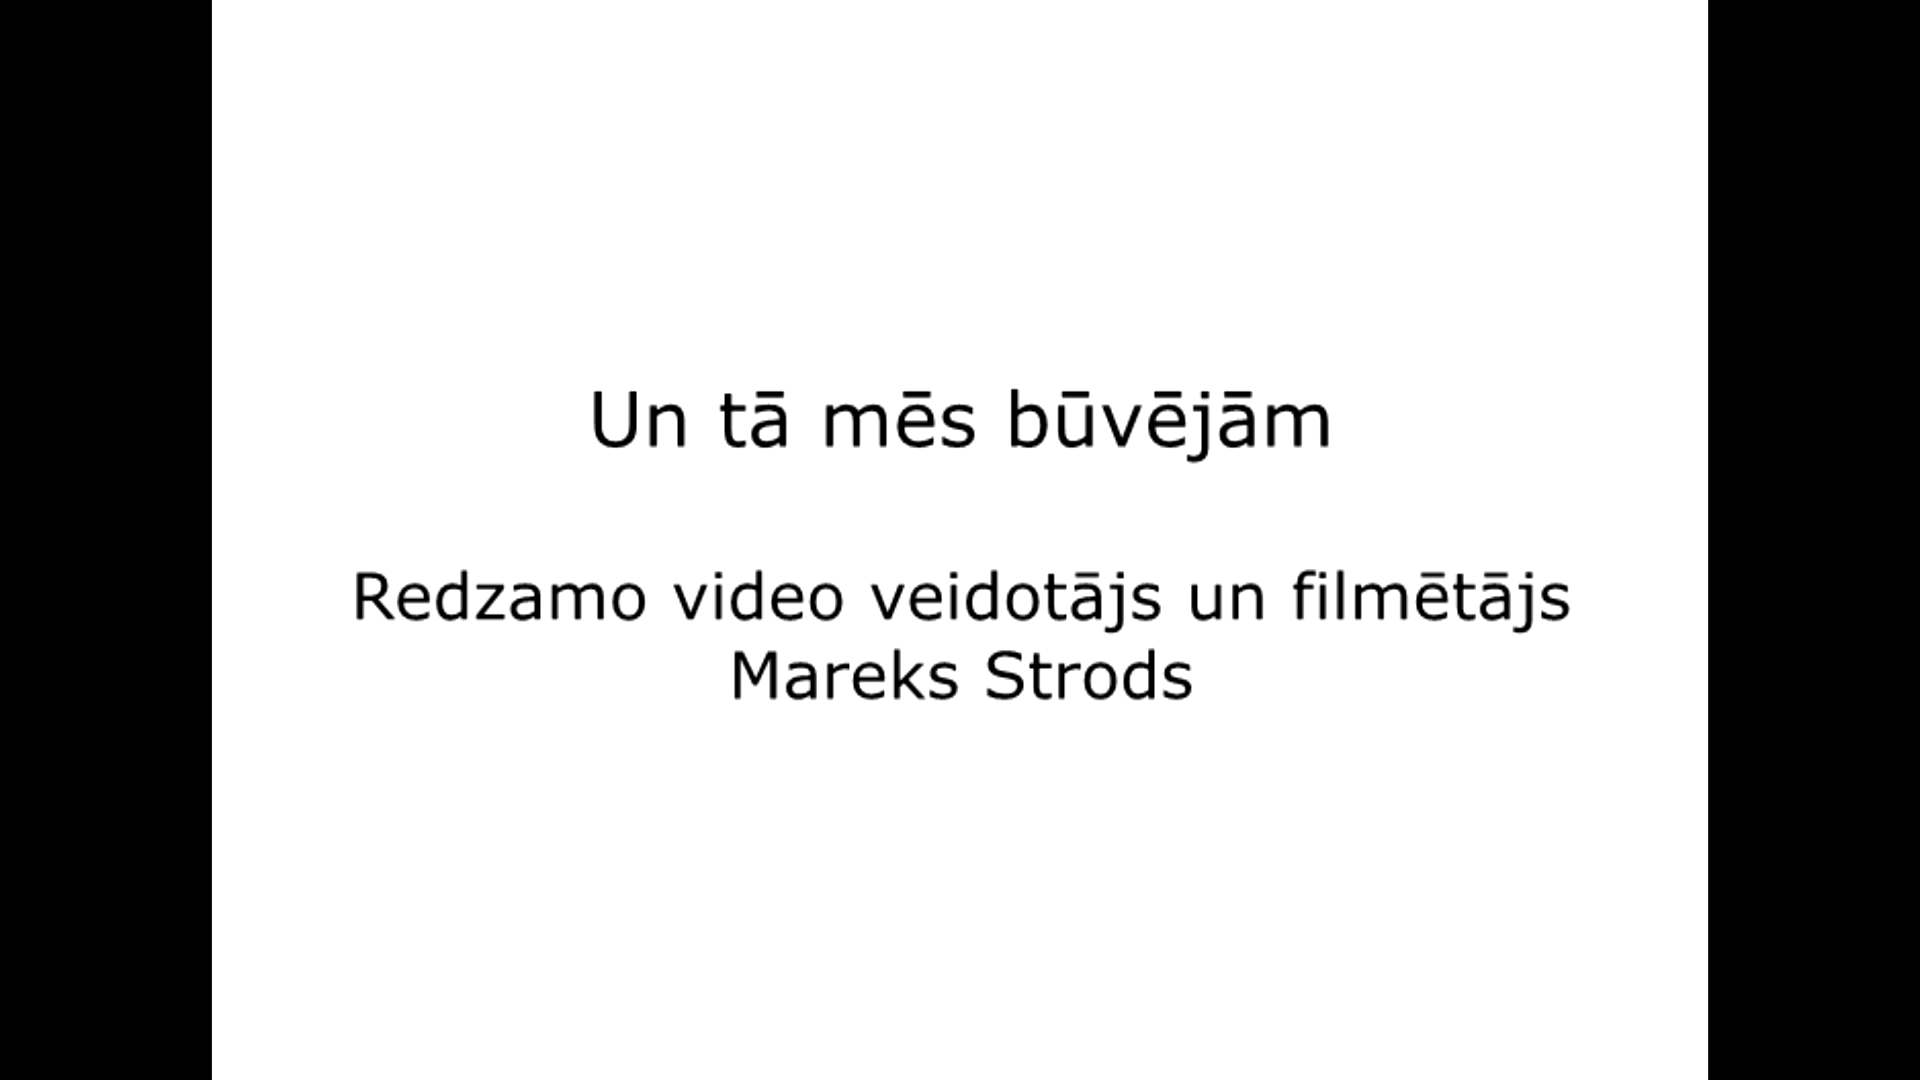 Un tā mēs būvējām
Redzamo video veidotājs un filmētājs
Mareks Strods